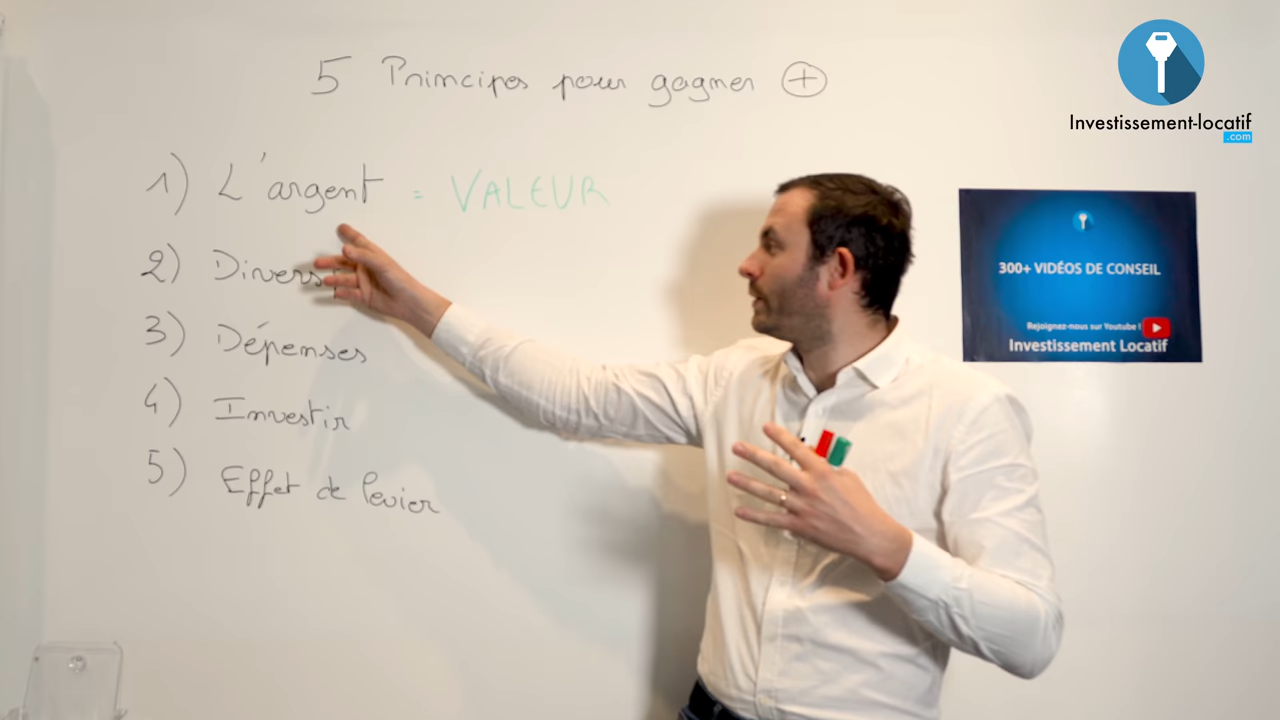 5 Principes pour gagner +
1) L'argent = VALEUR
2) Divers
3) Dépenses
4) Investir
5) Effet de levier
Investissement-locatif
.com
300+ VIDÉOS DE CONSEIL
Rejoignez-nous sur Youtube !
Investissement Locatif